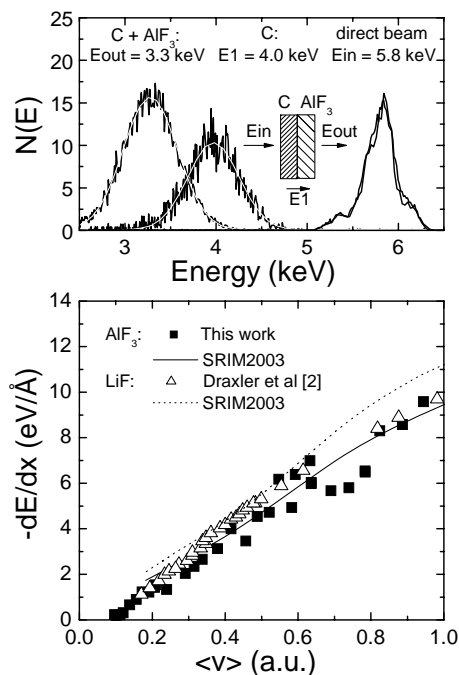 C + AlF3:
Eout = 3.3 keV
C:
E1 = 4.0 keV
direct beam
Ein = 5.8 keV
C AlF3
Ein
Eout
E1
N(E)
25
20
15
10
5
0
3 4 5 6
Energy (keV)
AlF3: This work
SRIM2003
LiF: Draxler et al [2]
SRIM2003
-dE/dx (eV/Å)
14
12
10
8
6
4
2
0
0.0 0.2 0.4 0.6 0.8 1.0
<v> (a.u.)